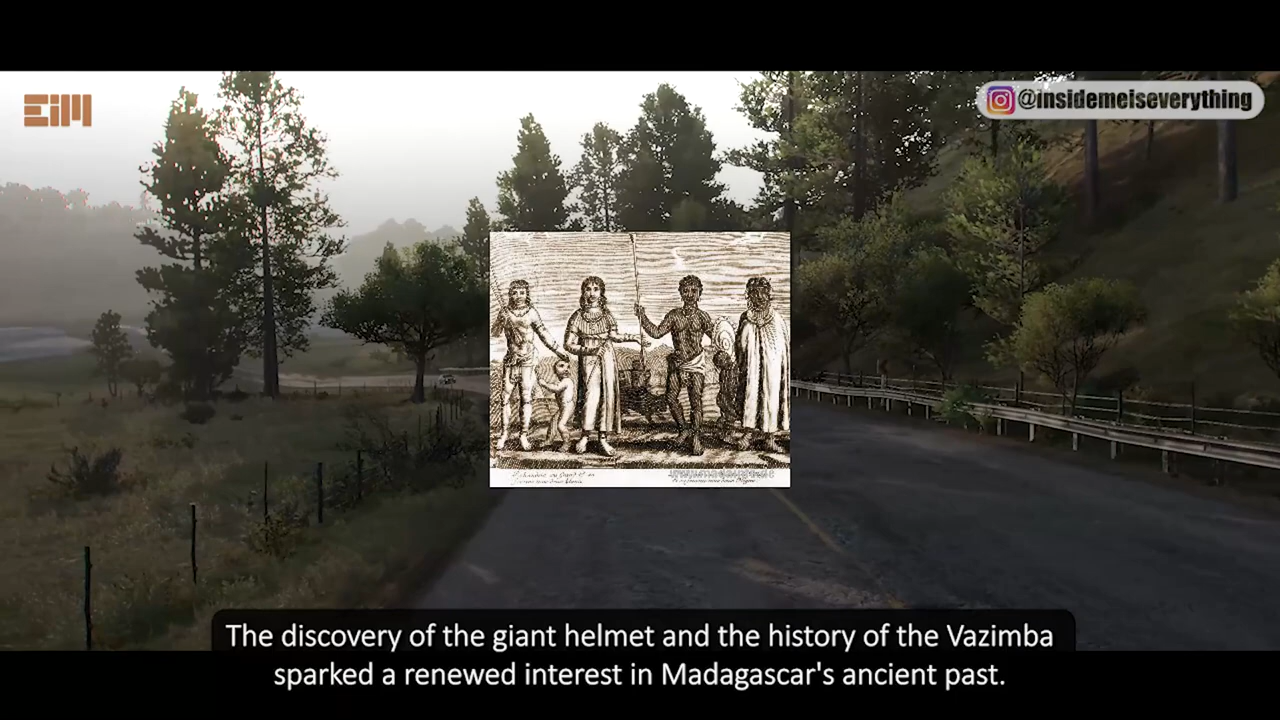 EiM
@insidemeiseverything
The discovery of the giant helmet and the history of the Vazimba
sparked a renewed interest in Madagascar's ancient past.